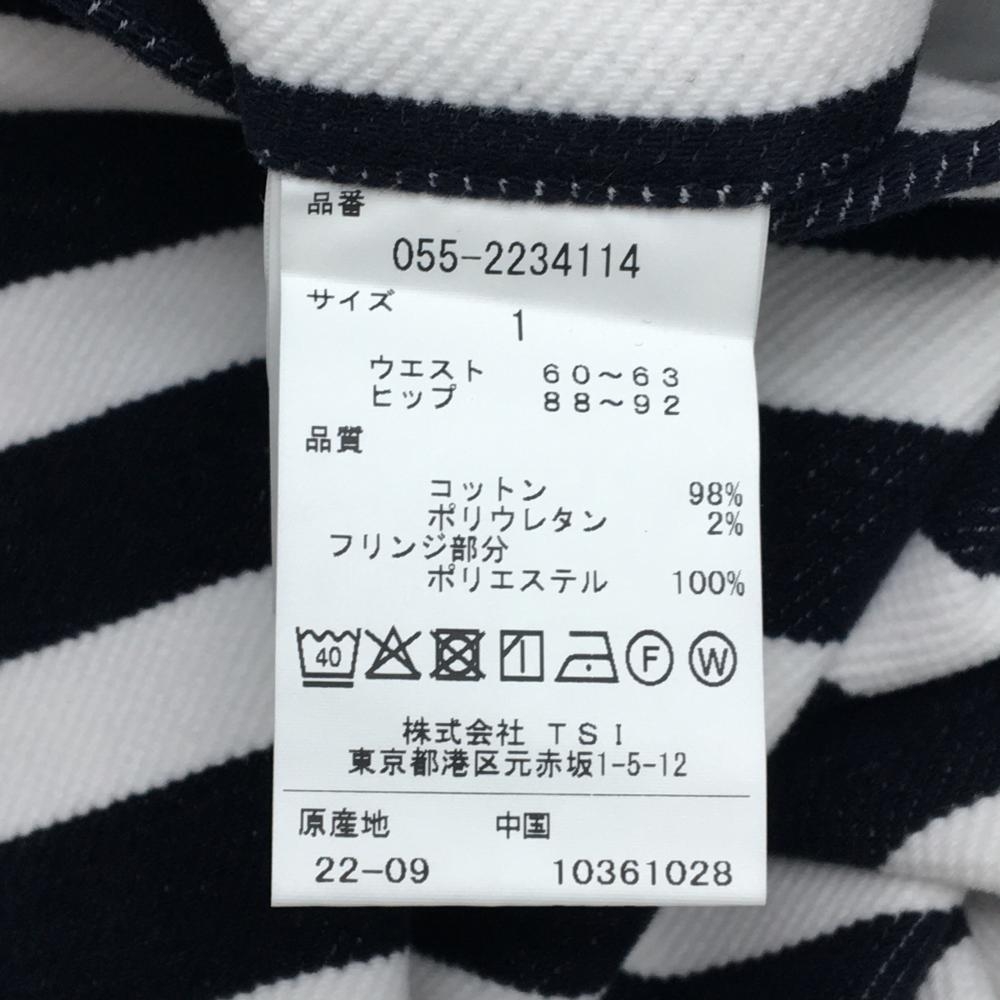 品番
055-2234114
サイズ
1
ウエスト 60～63
ヒップ 88～92
品質
コットン 98%
ポリウレタン 2%
フリンジ部分
ポリエステル 100%
40 F W
株式会社 TSI
東京都港区元赤坂1-5-12
原産地 中国
22-09 10361028